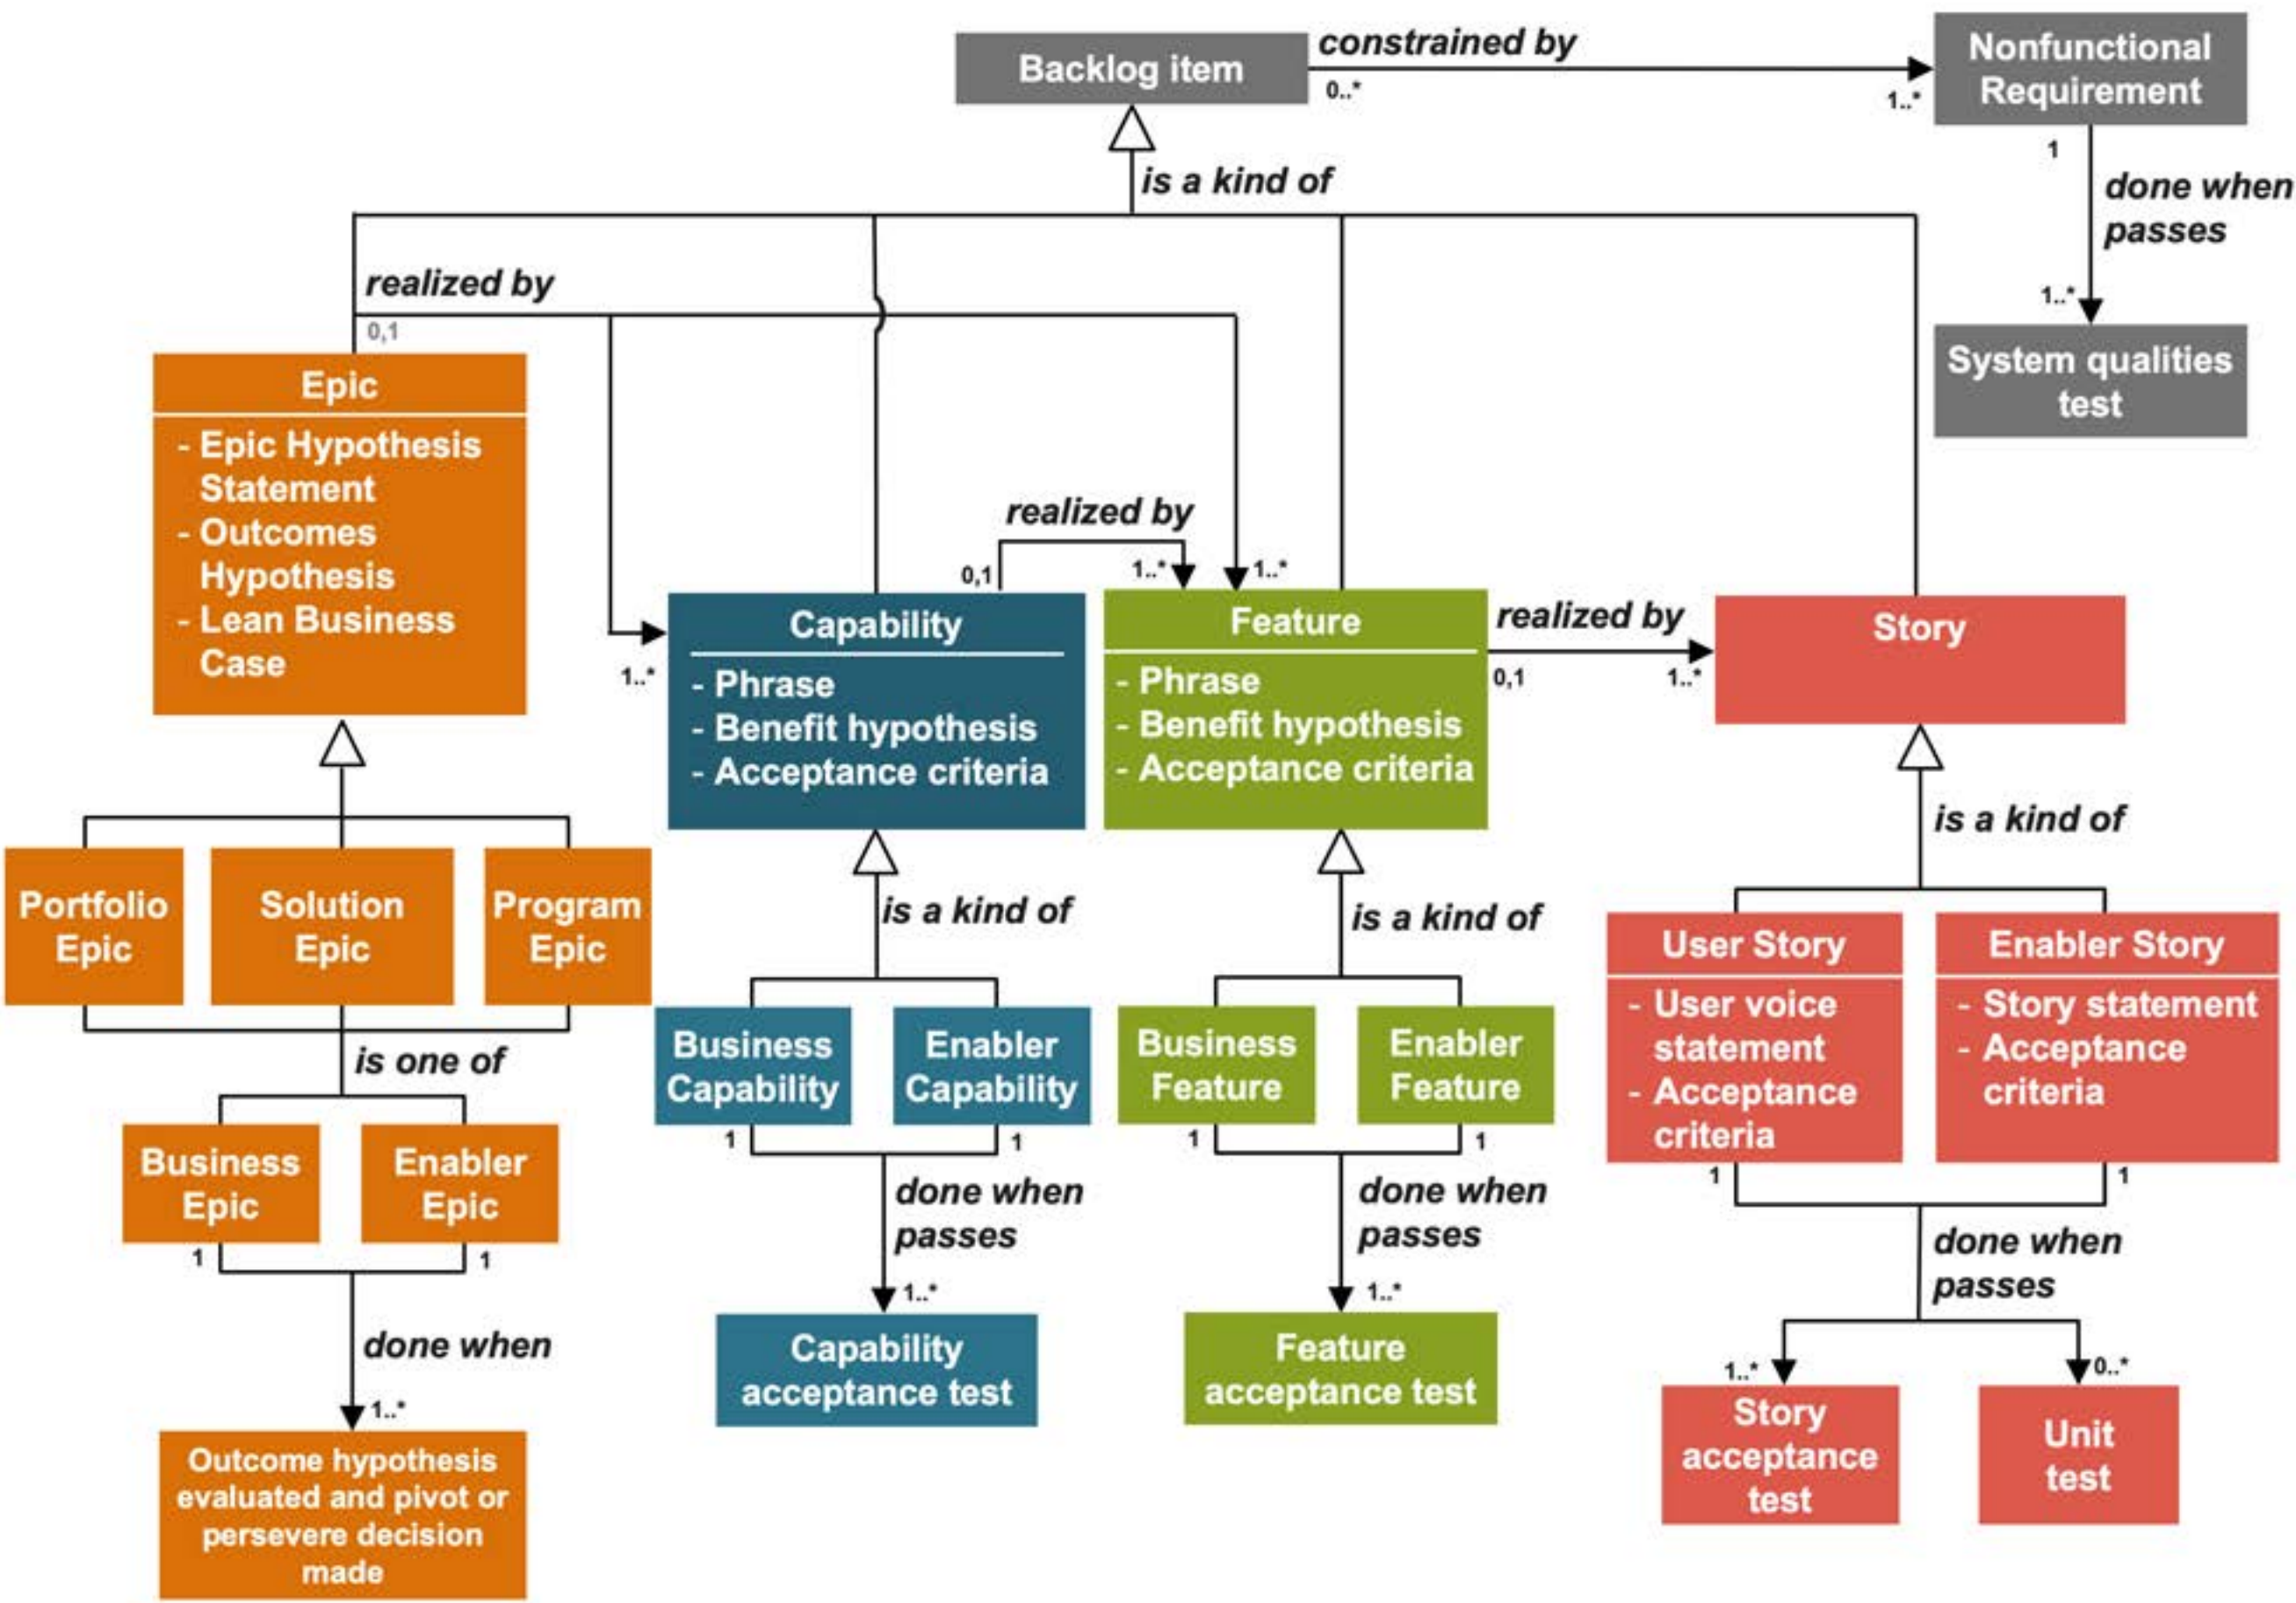 Backlog item
constrained by
0..*
1..*
Nonfunctional
Requirement
1
done when
passes
1..*
System qualities
test
is a kind of
realized by
0,1
Epic
- Epic Hypothesis
Statement
- Outcomes
Hypothesis
- Lean Business
Case
realized by
0,1
1..*
1..*
1..*
Capability
- Phrase
- Benefit hypothesis
- Acceptance criteria
Feature
- Phrase
- Benefit hypothesis
- Acceptance criteria
realized by
0,1
1..*
Story
Portfolio
Epic
Solution
Epic
Program
Epic
is one of
Business
Epic
Enabler
Epic
1
1
done when
1..*
Outcome hypothesis
evaluated and pivot or
persevere decision
made
is a kind of
Business
Capability
Enabler
Capability
1
1
done when
passes
1..*
Capability
acceptance test
is a kind of
Business
Feature
Enabler
Feature
1
1
done when
passes
1..*
Feature
acceptance test
is a kind of
User Story
- User voice
statement
- Acceptance
criteria
Enabler Story
- Story statement
- Acceptance
criteria
1
1
done when
passes
1..*
0..*
Story
acceptance
test
Unit
test